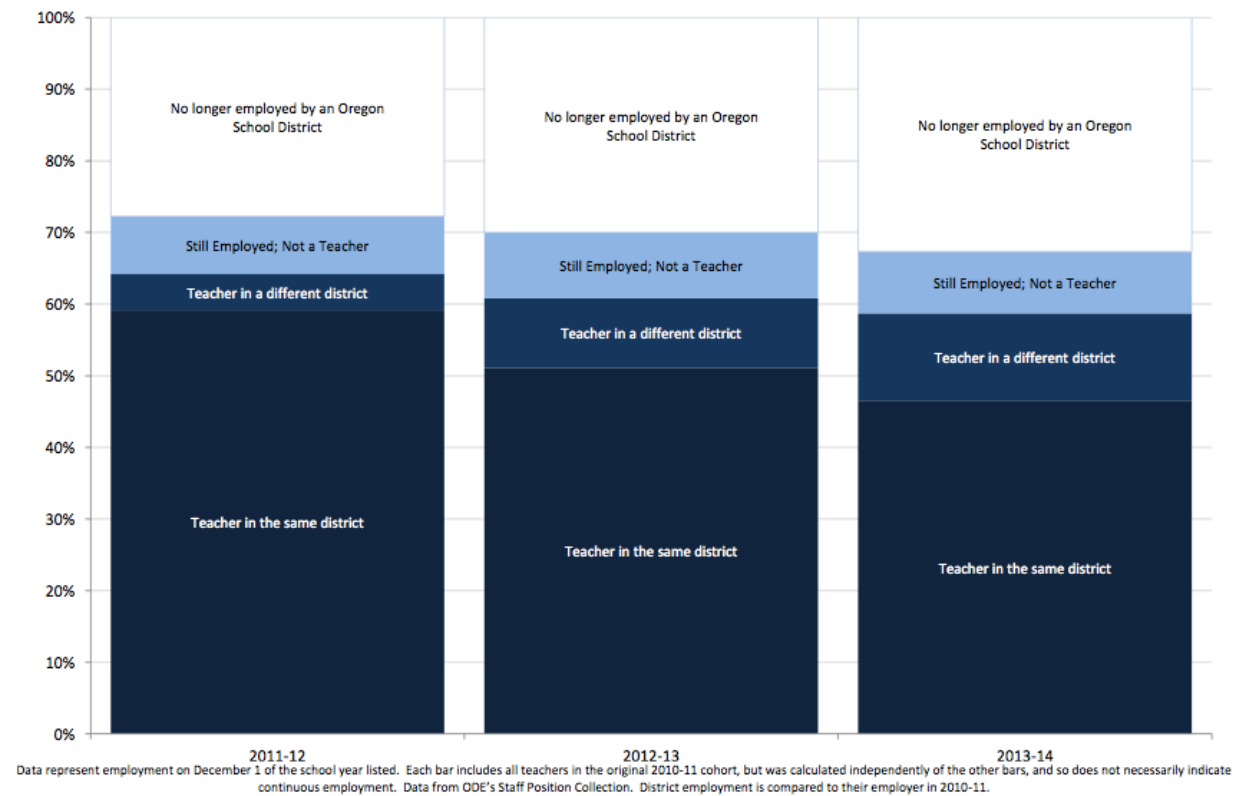 100%
90%
80%
70%
60%
50%
40%
30%
20%
10%
0%
No longer employed by an Oregon
School District
Still Employed; Not a Teacher
Teacher in a different district
Teacher in the same district
No longer employed by an Oregon
School District
Still Employed; Not a Teacher
Teacher in a different district
Teacher in the same district
No longer employed by an Oregon
School District
Still Employed; Not a Teacher
Teacher in a different district
Teacher in the same district
2011-12
2012-13
2013-14
Data represent employment on December 1 of the school year listed. Each bar includes all teachers in the original 2010-11 cohort, but was calculated independently of the other bars, and so does not necessarily indicate
continuous employment. Data from ODE's Staff Position Collection. District employment is compared to their employer in 2010-11.